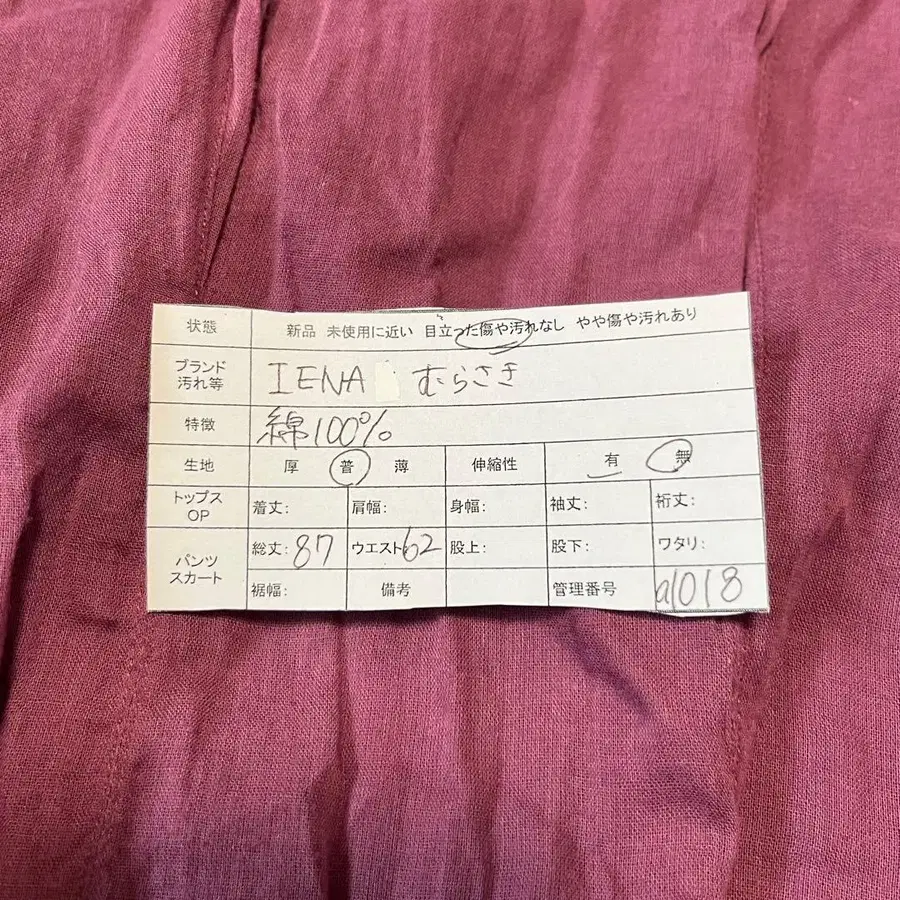 状態 新品 未使用に近い 目立った傷や汚れなし やや傷や汚れあり
ブランド 汚れ等 IENA むらさき
特徴 綿100%
生地 厚 普 薄 伸縮性 有 無
トップス OP 着丈: 肩幅: 身幅: 袖丈: 裄丈:
パンツ スカート 総丈:87 ウエスト62 股上: 股下: ワタリ:
裾幅: 備考 管理番号 a1018